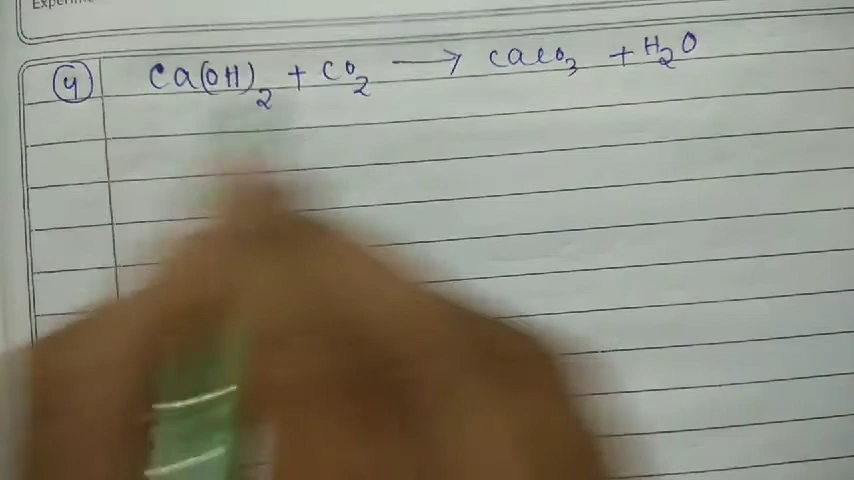 (4) Ca(OH)₂ + CO₂ ⟶ CaCO₃ + H₂O